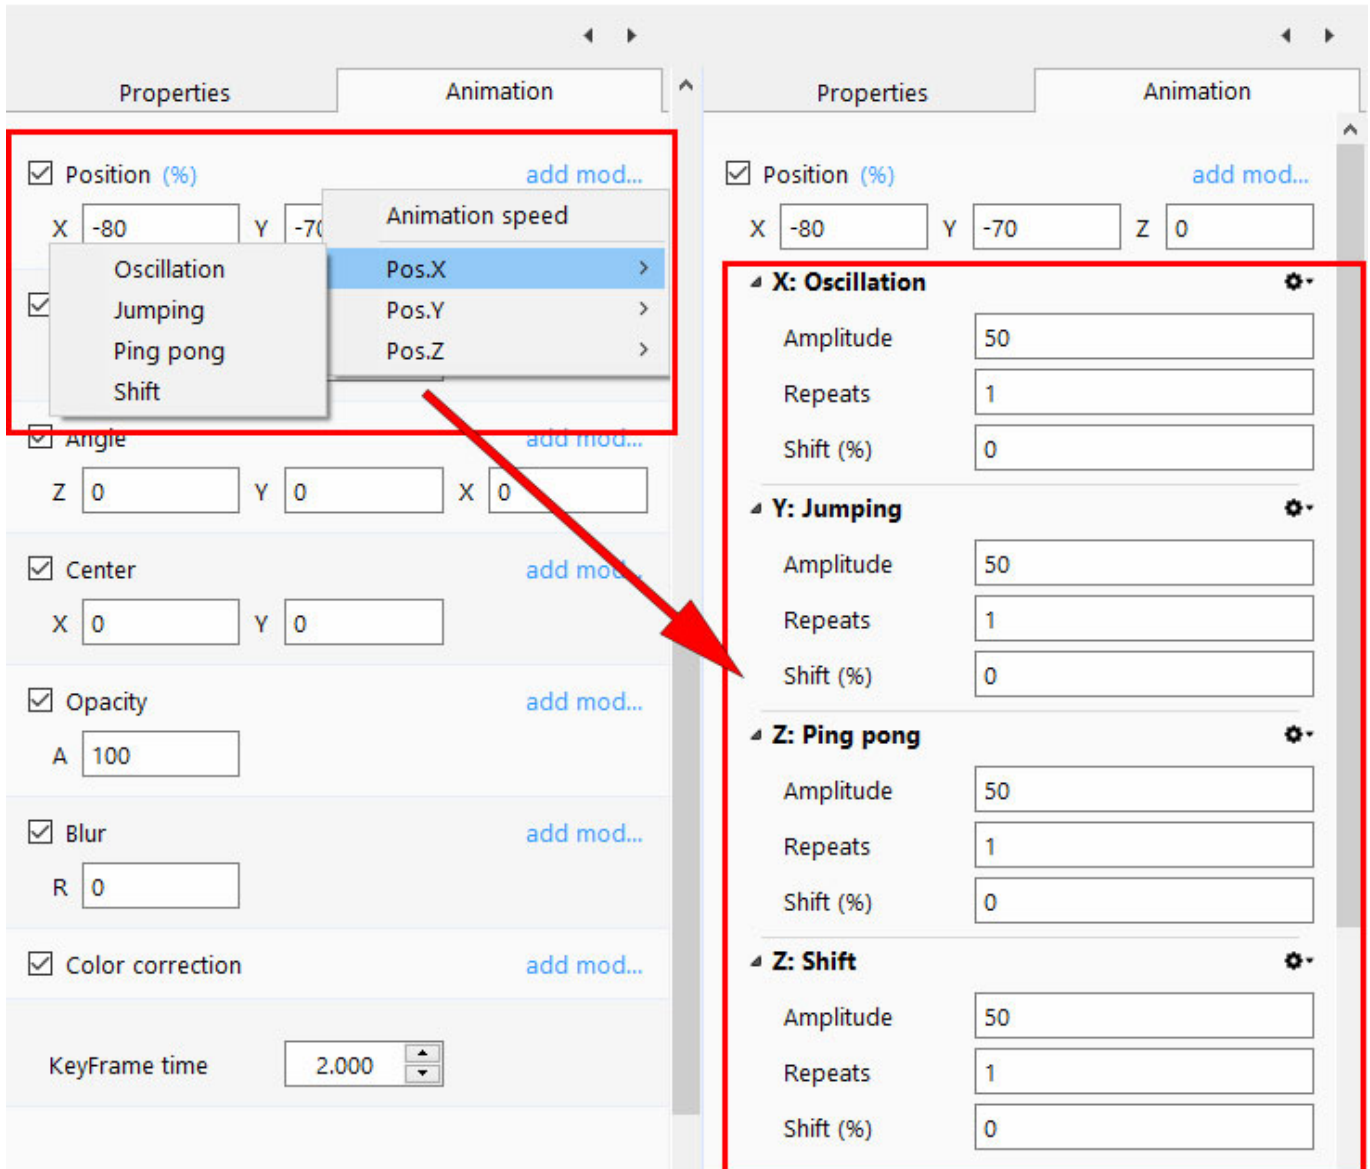 Properties
Animation
Position (%)
add mod...
X -80
Y -70
Animation speed
Pos.X
Pos.Y
Pos.Z
Oscillation
Jumping
Ping pong
Shift
Angle
add mod...
Z 0 Y 0 X 0
Center
add mod...
X 0 Y 0
Opacity
add mod...
A 100
Blur
add mod...
R 0
Color correction
add mod...
KeyFrame time 2.000
Properties
Animation
Position (%)
add mod...
X -80 Y -70 Z 0
X: Oscillation
Amplitude 50
Repeats 1
Shift (%) 0
Y: Jumping
Amplitude 50
Repeats 1
Shift (%) 0
Z: Ping pong
Amplitude 50
Repeats 1
Shift (%) 0
Z: Shift
Amplitude 50
Repeats 1
Shift (%) 0